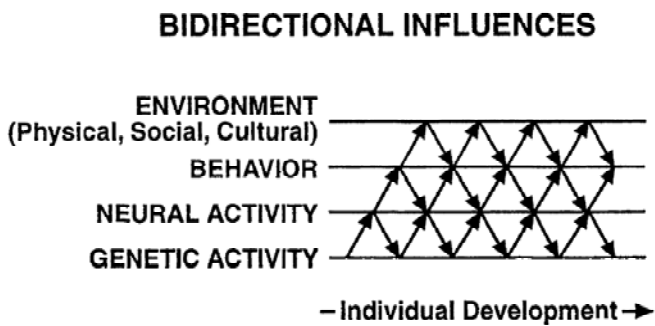 BIDIRECTIONAL INFLUENCES
ENVIRONMENT
(Physical, Social, Cultural)
BEHAVIOR
NEURAL ACTIVITY
GENETIC ACTIVITY
Individual Development